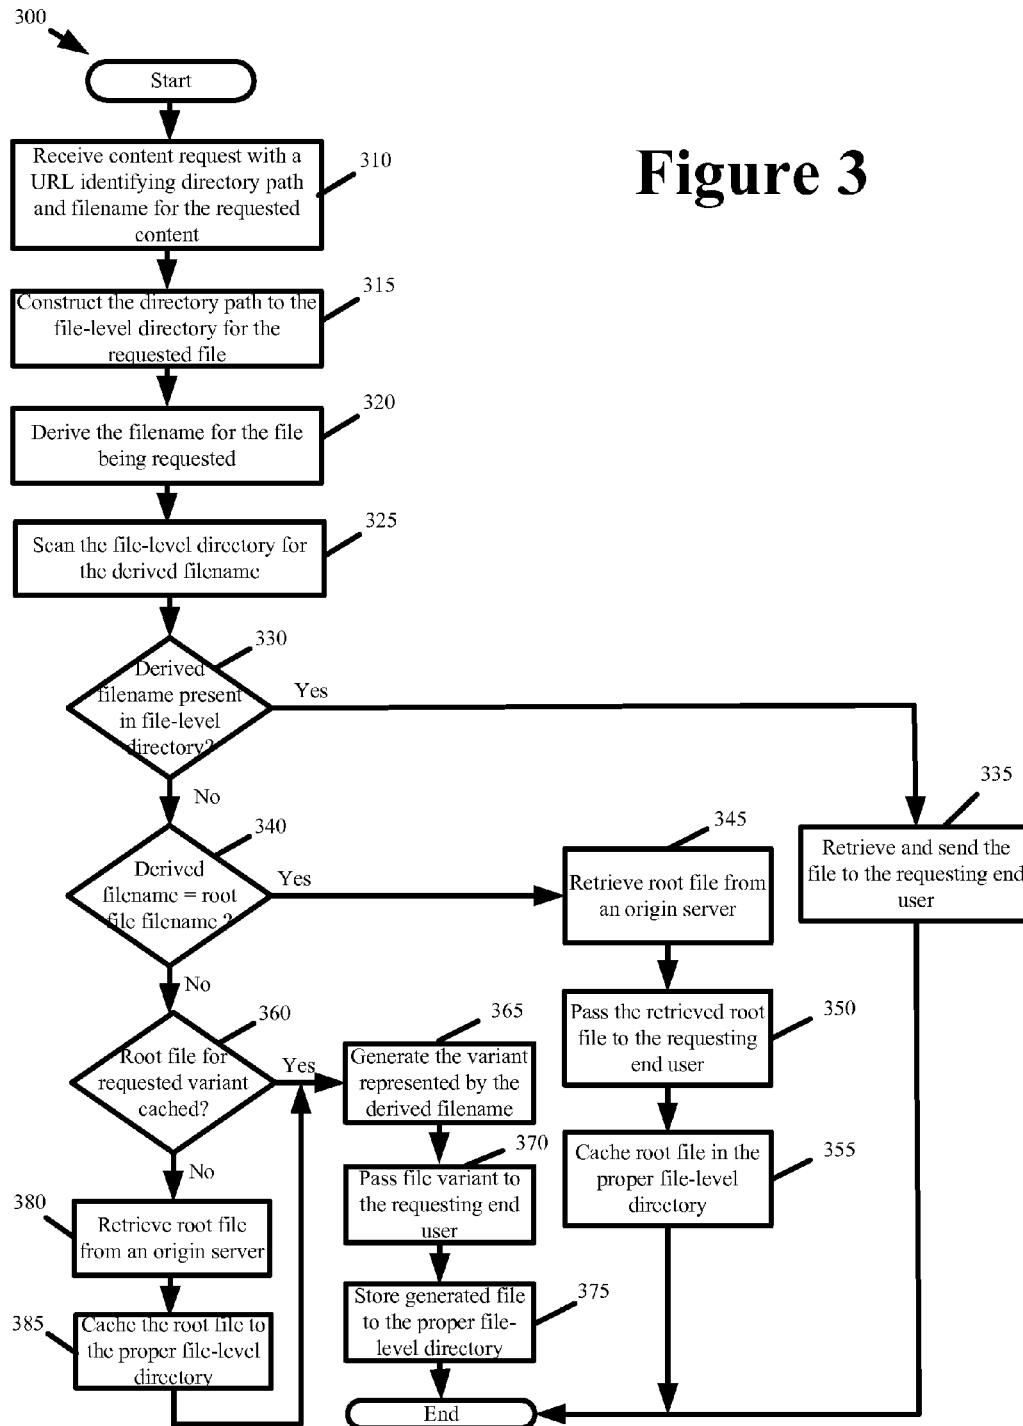 300
Start
Receive content request with a
URL identifying directory path
and filename for the requested
content
310
Figure 3
Construct the directory path to the
file-level directory for the
requested file
315
Derive the filename for the file
being requested
320
Scan the file-level directory for
the derived filename
325
Derived
filename present
in file-level
directory?
330
Yes
No
Retrieve and send the
file to the requesting end
user
335
Derived
filename = root
file filename ?
340
Yes
No
Retrieve root file from
an origin server
345
Pass the retrieved root
file to the requesting
end user
350
Cache root file in the
proper file-level
directory
355
Root file for
requested variant
cached?
360
Yes
No
Generate the variant
represented by the
derived filename
365
Pass file variant to
the requesting end
user
370
Store generated file
to the proper file-
level directory
375
Retrieve root file
from an origin server
380
Cache the root file to
the proper file-level
directory
385
End